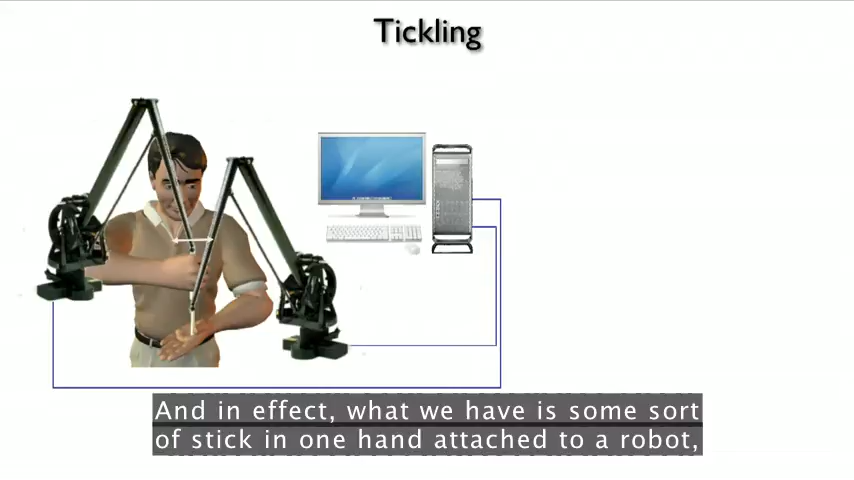 Tickling
And in effect, what we have is some sort
of stick in one hand attached to a robot,